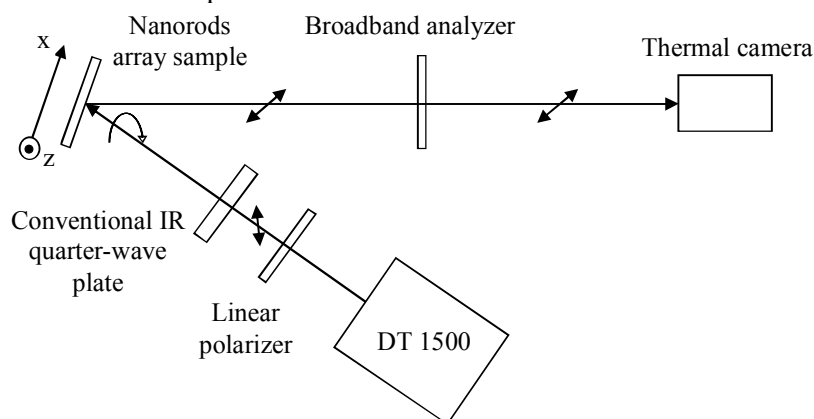 Nanorods
array sample
Broadband analyzer
Thermal camera
x
z
Conventional IR
quarter-wave
plate
Linear
polarizer
DT 1500